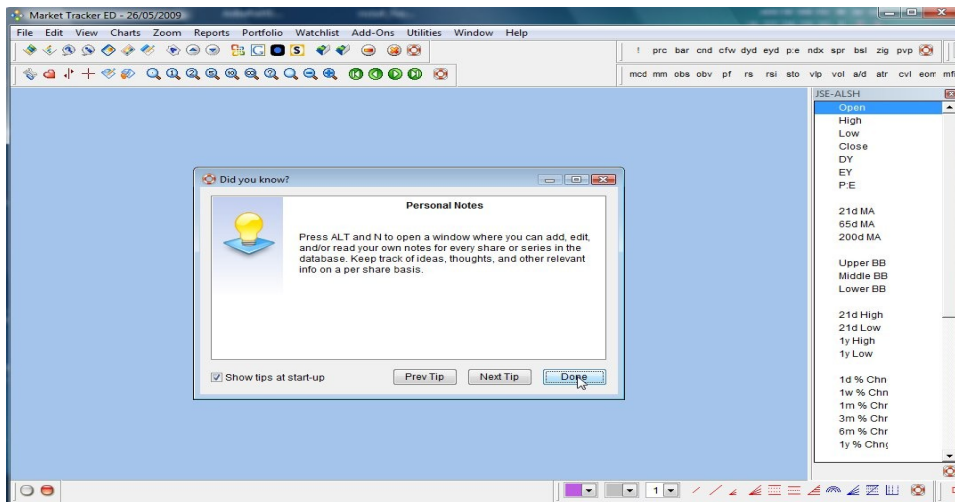 Market Tracker ED - 26/05/2009
File Edit View Charts Zoom Reports Portfolio Watchlist Add-Ons Utilities Window Help
! prc bar cnd cfw dyd eyd p:e ndx spr bsl zig pvp
mcd mm obs obv pf rs rsi sto vlp vol a/d atr cvl eom mfi
JSE-ALSH
Open
High
Low
Close
DY
EY
P:E
21d MA
65d MA
200d MA
Upper BB
Middle BB
Lower BB
21d High
21d Low
1y High
1y Low
1d % Chn
1w % Chn
1m % Chr
3m % Chr
6m % Chr
1y % Chng
Did you know?
Personal Notes
Press ALT and N to open a window where you can add, edit,
and/or read your own notes for every share or series in the
database. Keep track of ideas, thoughts, and other relevant
info on a per share basis.
Show tips at start-up
Prev Tip
Next Tip
Done
1